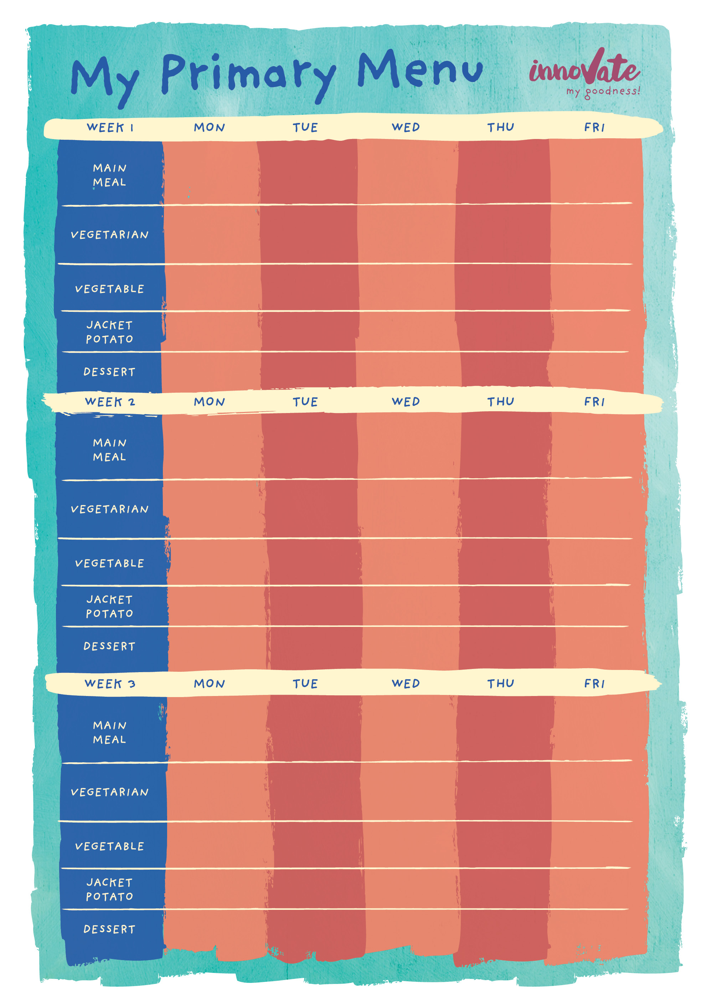 My Primary Menu
innovate
my goodness!
WEEK 1 MON TUE WED THU FRI
MAIN
MEAL
VEGETARIAN
VEGETABLE
JACKET
POTATO
DESSERT
WEEK 2 MON TUE WED THU FRI
MAIN
MEAL
VEGETARIAN
VEGETABLE
JACKET
POTATO
DESSERT
WEEK 3 MON TUE WED THU FRI
MAIN
MEAL
VEGETARIAN
VEGETABLE
JACKET
POTATO
DESSERT